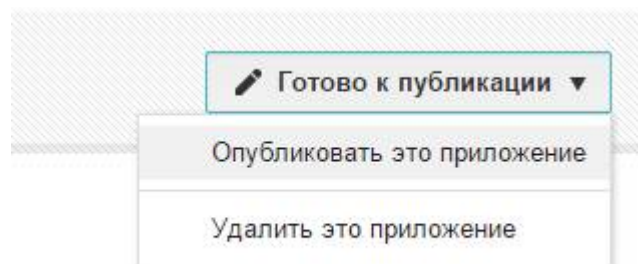 Готово к публикации
Опубликовать это приложение
Удалить это приложение